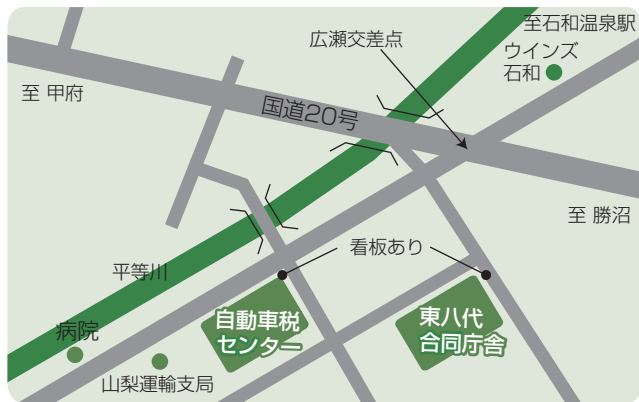 至石和温泉駅
広瀬交差点
ウインズ
石和
至 甲府
国道20号
至 勝沼
看板あり
平等川
自動車税
センター
東八代
合同庁舎
病院
山梨運輸支局